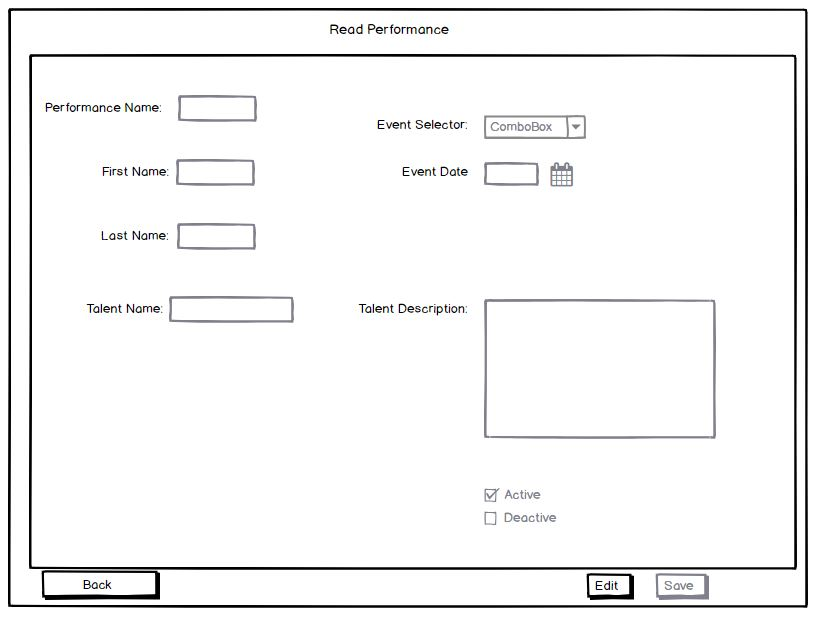 Read Performance
Performance Name:
Event Selector:
ComboBox
First Name:
Event Date
Last Name:
Talent Name:
Talent Description:
Active
Deactive
Back
Edit
Save